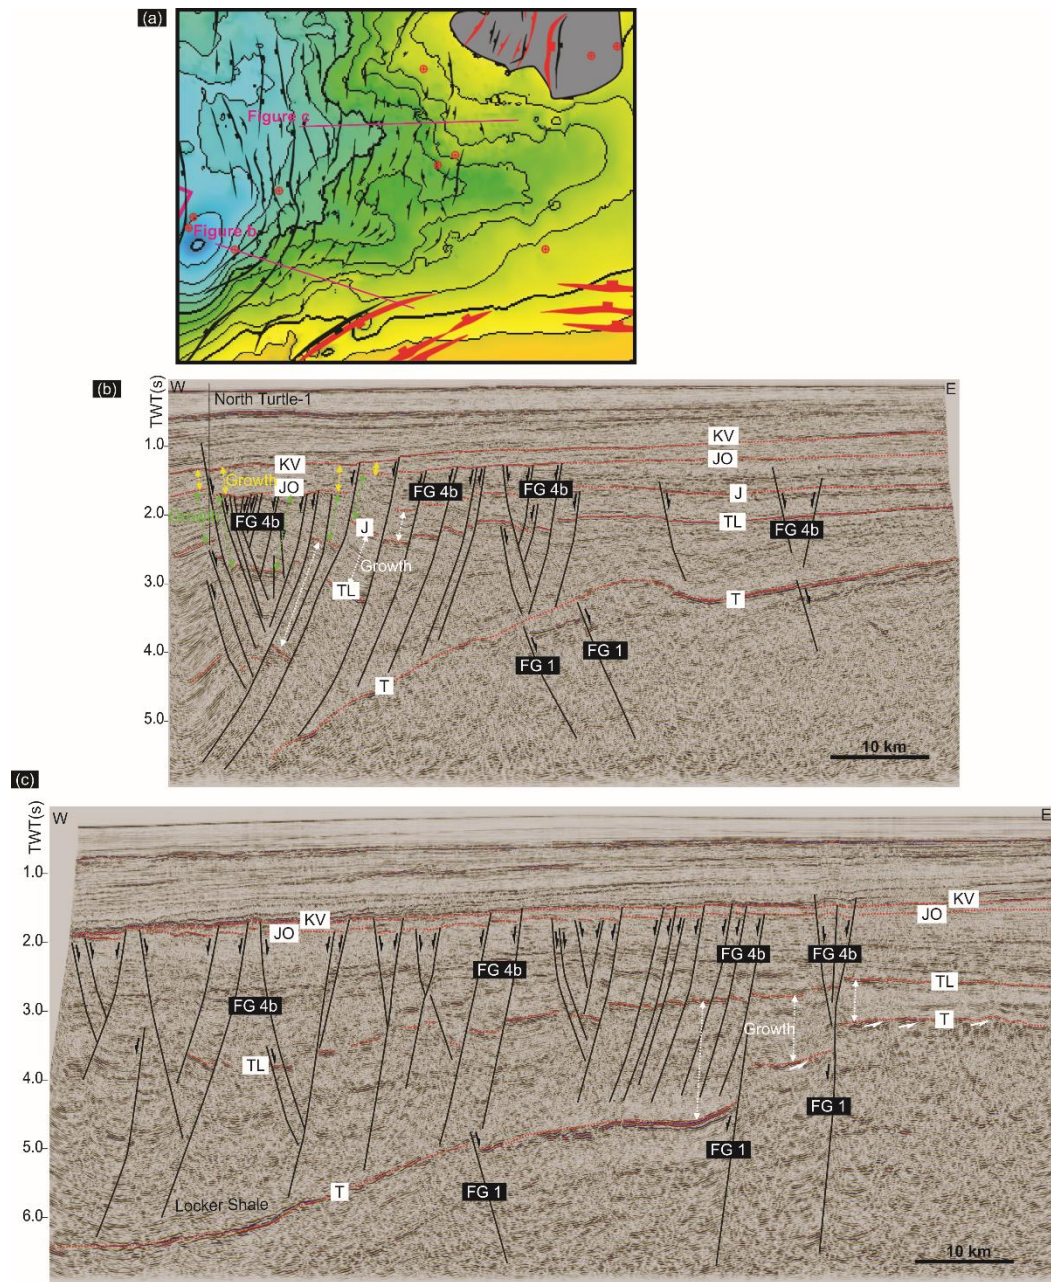 (a)
Figure c
Figure b
(b)
TWT(s)
W
E
North Turtle-1
1.0
2.0
3.0
4.0
5.0
KV
JO
KV
JO
Growth
Growth
FG 4b
FG 4b
FG 4b
J
J
TL
FG 4b
Growth
TL
T
T
FG 1
FG 1
10 km
(c)
TWT(s)
W
E
1.0
2.0
3.0
4.0
5.0
6.0
KV
JO
KV
JO
FG 4b
FG 4b
FG 4b
FG 4b
TL
TL
T
Growth
FG 1
FG 1
FG 1
T
Locker Shale
10 km